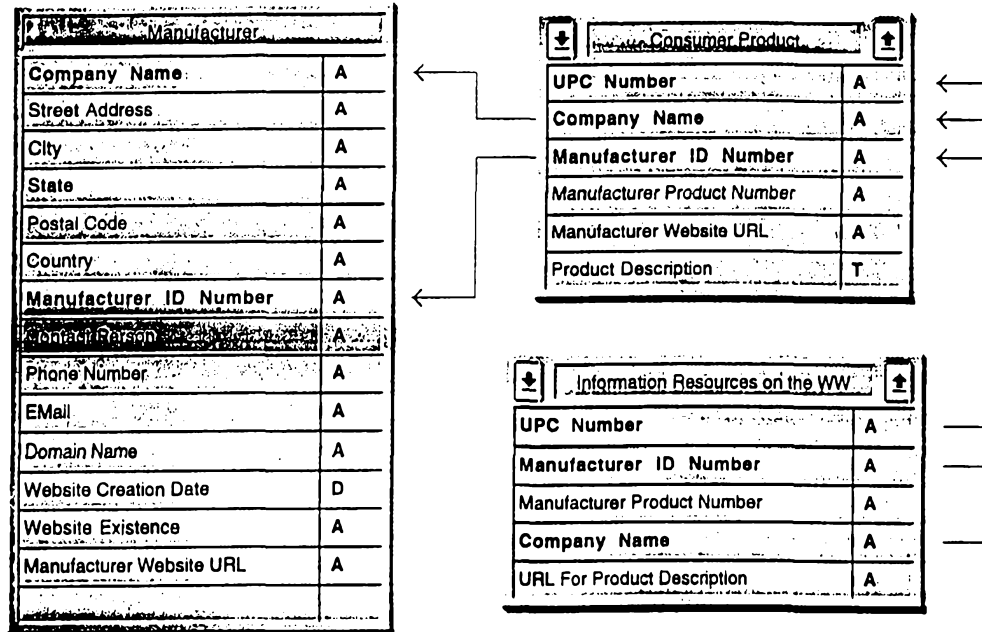 Manufacturer
Company Name A
Street Address A
City A
State A
Postal Code A
Country A
Manufacturer ID Number A
Contact Person A
Phone Number A
EMail A
Domain Name A
Website Creation Date D
Website Existence A
Manufacturer Website URL A
Consumer Product
UPC Number A
Company Name A
Manufacturer ID Number A
Manufacturer Product Number A
Manufacturer Website URL A
Product Description T
Information Resources on the WW
UPC Number A
Manufacturer ID Number A
Manufacturer Product Number A
Company Name A
URL For Product Description A